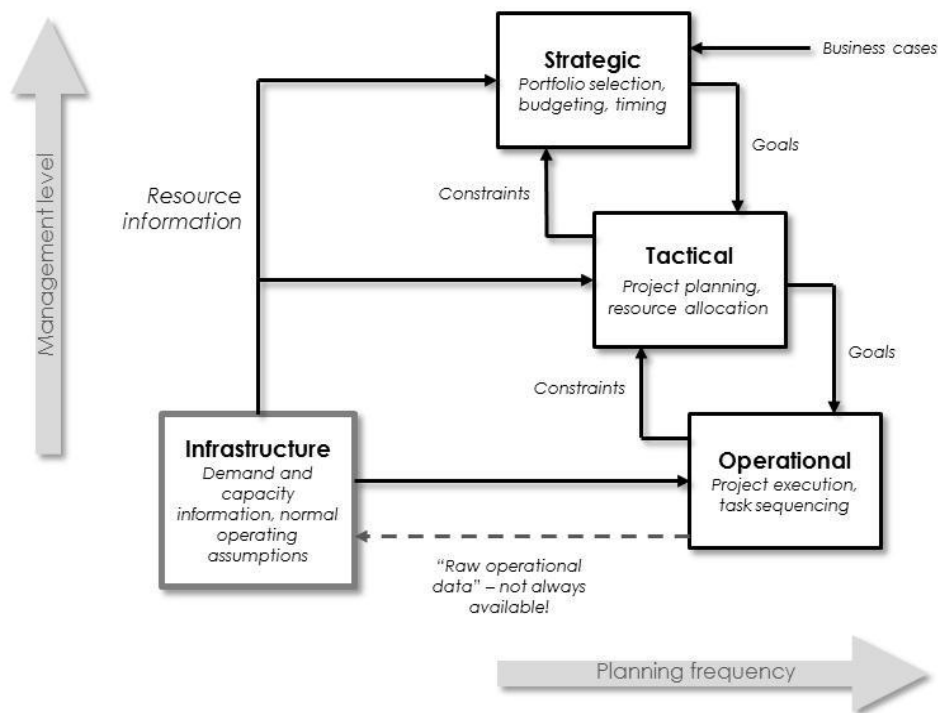 Management level
Strategic
Portfolio selection,
budgeting, timing
Business cases
Goals
Constraints
Resource
information
Tactical
Project planning,
resource allocation
Goals
Constraints
Infrastructure
Demand and
capacity
information, normal
operating
assumptions
Operational
Project execution,
task sequencing
“Raw operational
data” – not always
available!
Planning frequency